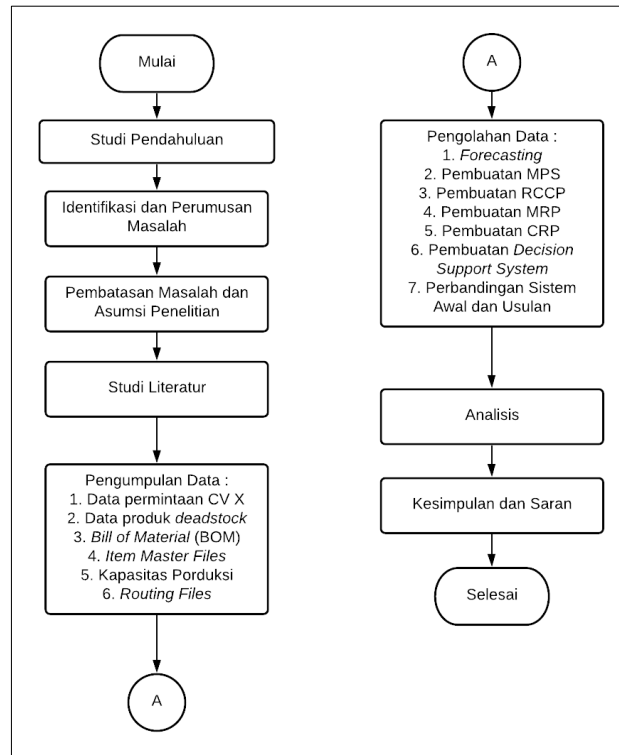 Mulai
Studi Pendahuluan
Identifikasi dan Perumusan
Masalah
Pembatasan Masalah dan
Asumsi Penelitian
Studi Literatur
Pengumpulan Data :
1. Data permintaan CV X
2. Data produk deadstock
3. Bill of Material (BOM)
4. Item Master Files
5. Kapasitas Porduksi
6. Routing Files
A
A
Pengolahan Data :
1. Forecasting
2. Pembuatan MPS
3. Pembuatan RCCP
4. Pembuatan MRP
5. Pembuatan CRP
6. Pembuatan Decision
Support System
7. Perbandingan Sistem
Awal dan Usulan
Analisis
Kesimpulan dan Saran
Selesai